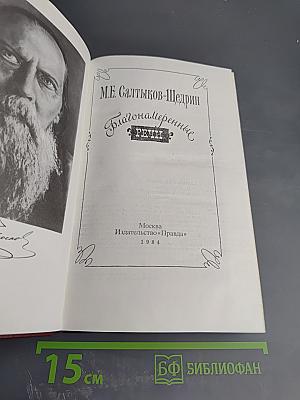 М.Е. Салтыков-Щедрин
Благонамеренные
РЕЧИ
Москва
Издательство «Правда»
1984
15 см
БФ БИБЛИОФАН